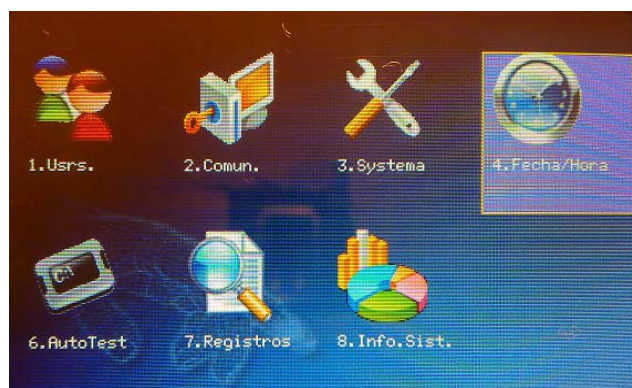 1.Usrs.
2.Comun.
3.Systema
4.Fecha/Hora
6.AutoTest
7.Registros
8.Info.Sist.